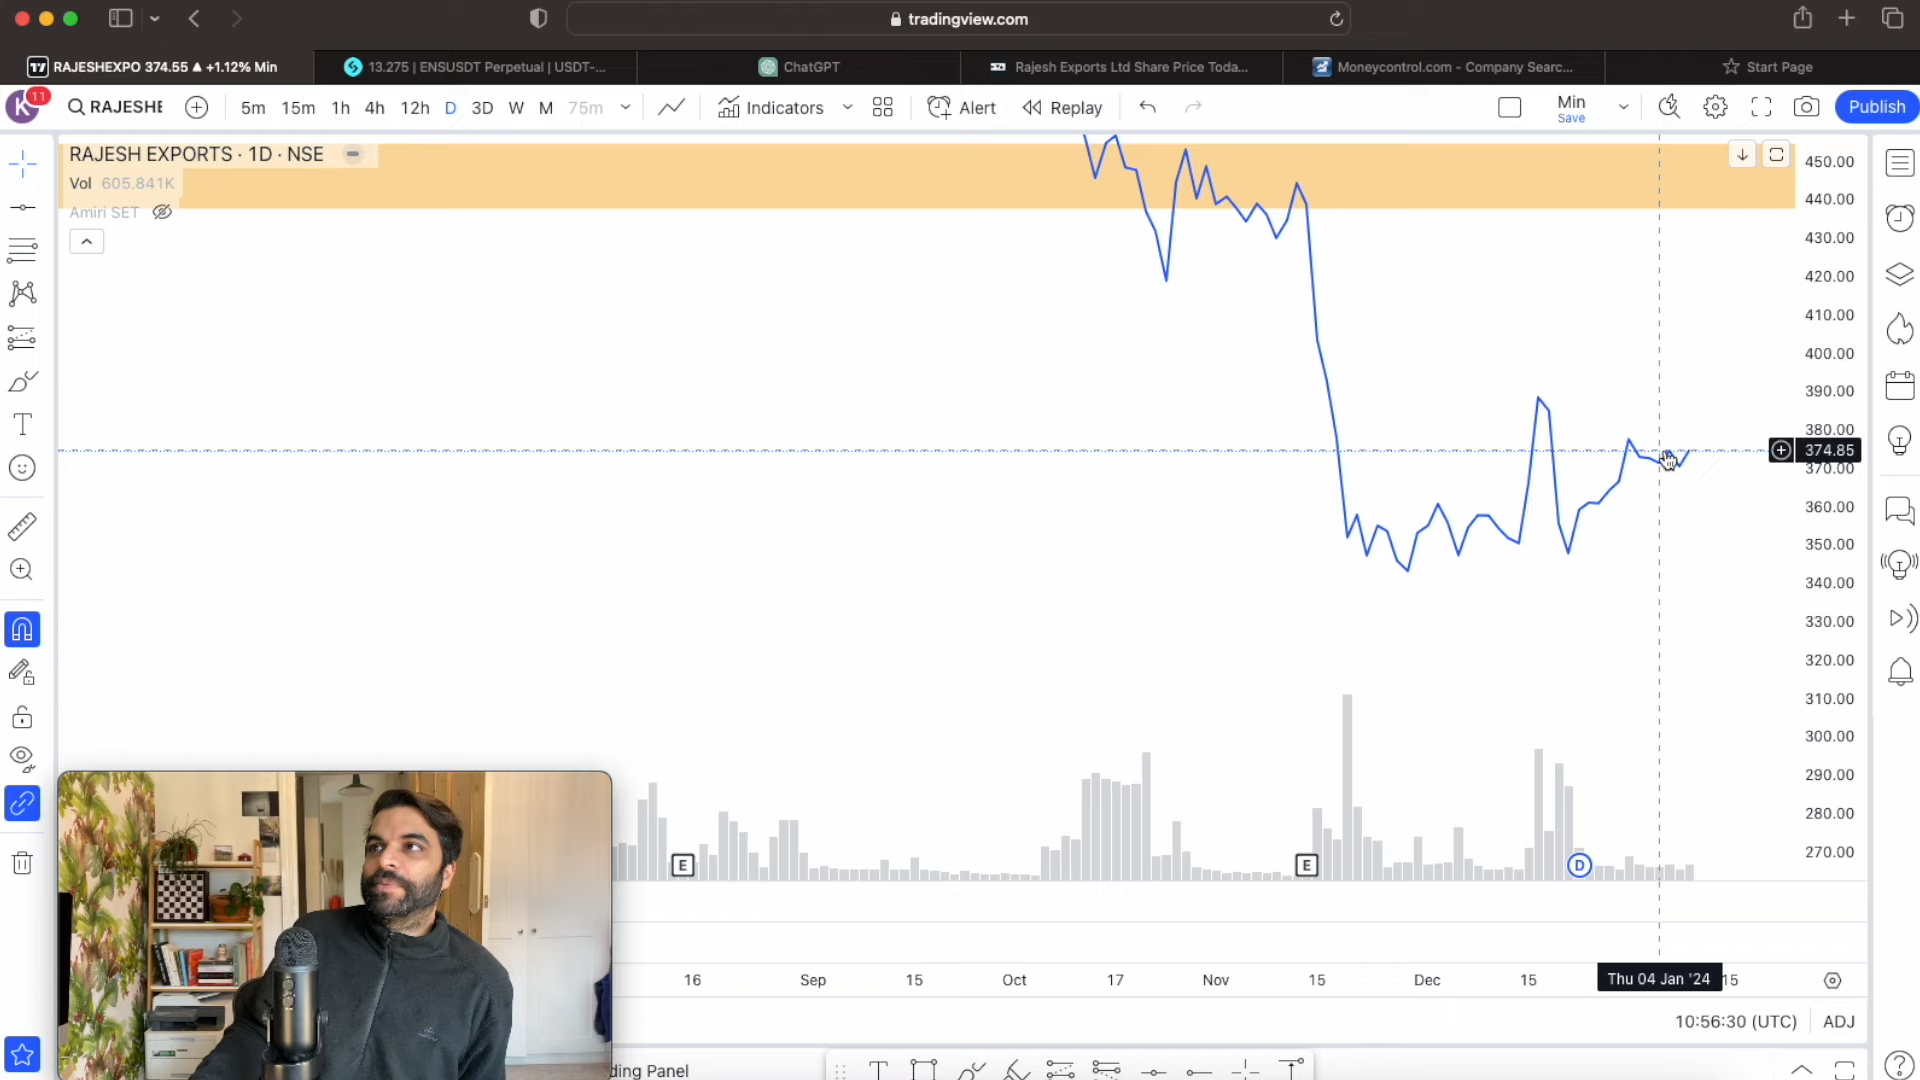 tradingview.com
RAJESHEXPO 374.55 ▲ +1.12% Min
13.275 | ENSUSDT Perpetual | USDT-...
ChatGPT
Rajesh Exports Ltd Share Price Toda...
Moneycontrol.com - Company Searc...
Start Page
K
11
RAJESHE
5m 15m 1h 4h 12h D 3D W M 75m
Indicators
Alert
Replay
Min
Save
Publish
RAJESH EXPORTS · 1D · NSE
Vol 605.841K
Amiri SET
450.00
440.00
430.00
420.00
410.00
400.00
390.00
380.00
374.85
370.00
360.00
350.00
340.00
330.00
320.00
310.00
300.00
290.00
280.00
270.00
E
E
D
16 Sep 15 Oct 17 Nov 15 Dec 15 Thu 04 Jan '24 15
10:56:30 (UTC) ADJ
ding Panel